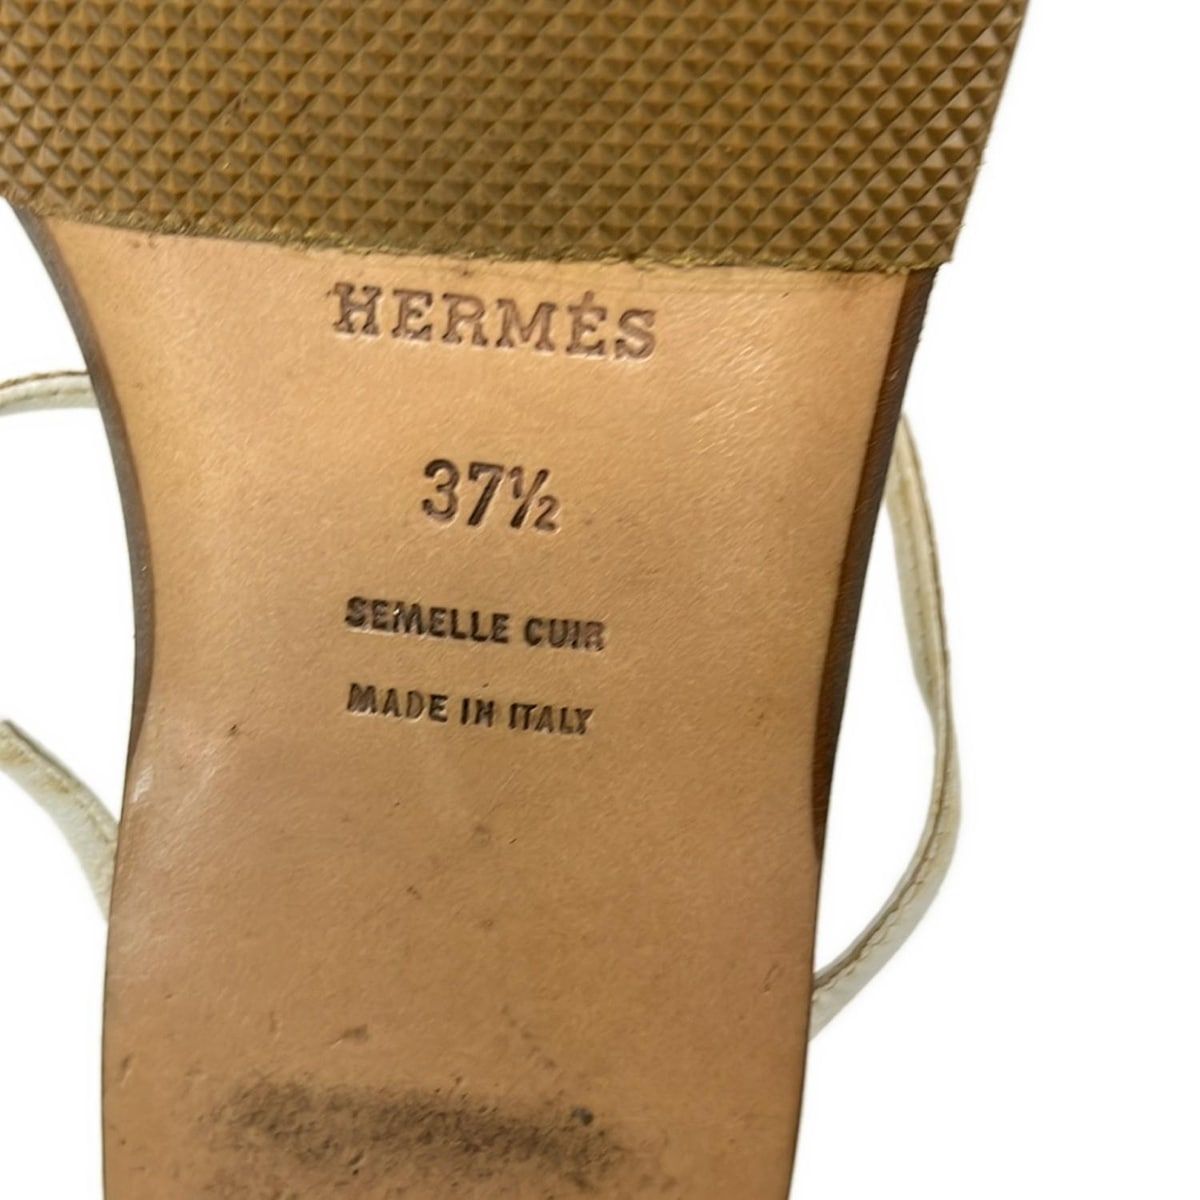 HERMÉS
37½
SEMELLE CUIR
MADE IN ITALY